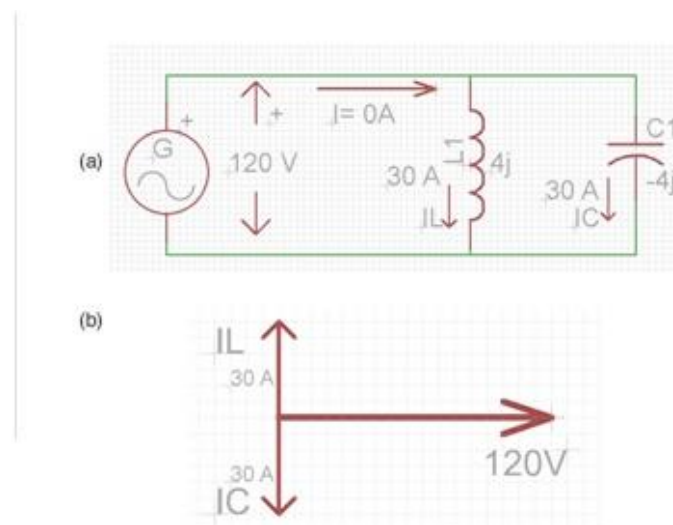 (a)
+
G
+
120 V
I= 0A
L1
4j
30 A
IL
C1
-4j
30 A
IC
(b)
IL
30 A
120V
30 A
IC